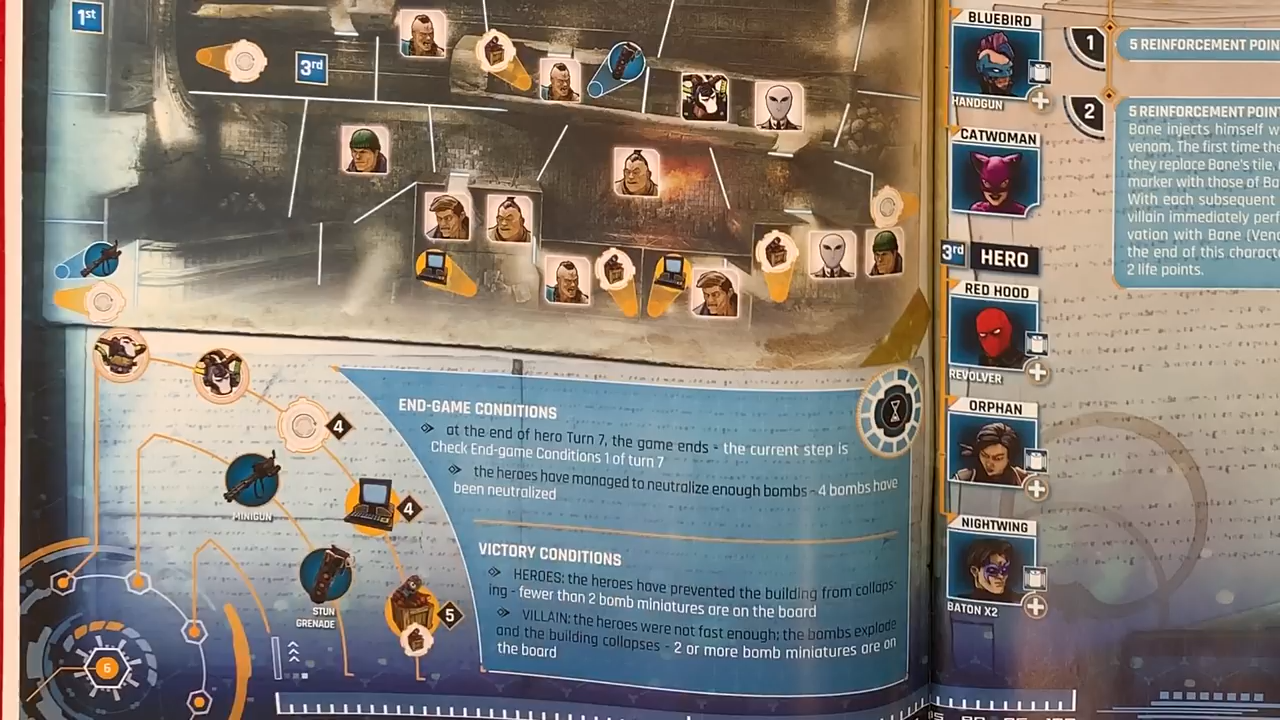 1st
3rd
4
MINIGUN
4
STUN
GRENADE
5
6
END-GAME CONDITIONS
at the end of hero Turn 7, the game ends - the current step is
Check End-game Conditions 1 of turn 7
the heroes have managed to neutralize enough bombs - 4 bombs have
been neutralized
VICTORY CONDITIONS
HEROES: the heroes have prevented the building from collaps-
ing - fewer than 2 bomb miniatures are on the board
VILLAIN: the heroes were not fast enough; the bombs explode
and the building collapses - 2 or more bomb miniatures are on
the board
BLUEBIRD
HANDGUN
CATWOMAN
3rd HERO
RED HOOD
REVOLVER
ORPHAN
NIGHTWING
BATON X2
1
5 REINFORCEMENT POIN
2
5 REINFORCEMENT POINT
Bane injects himself w
venom. The first time the
they replace Bane's tile,
marker with those of Ba
With each subsequent
villain immediately perf
vation with Bane (Veno
the end of this characte
2 life points.